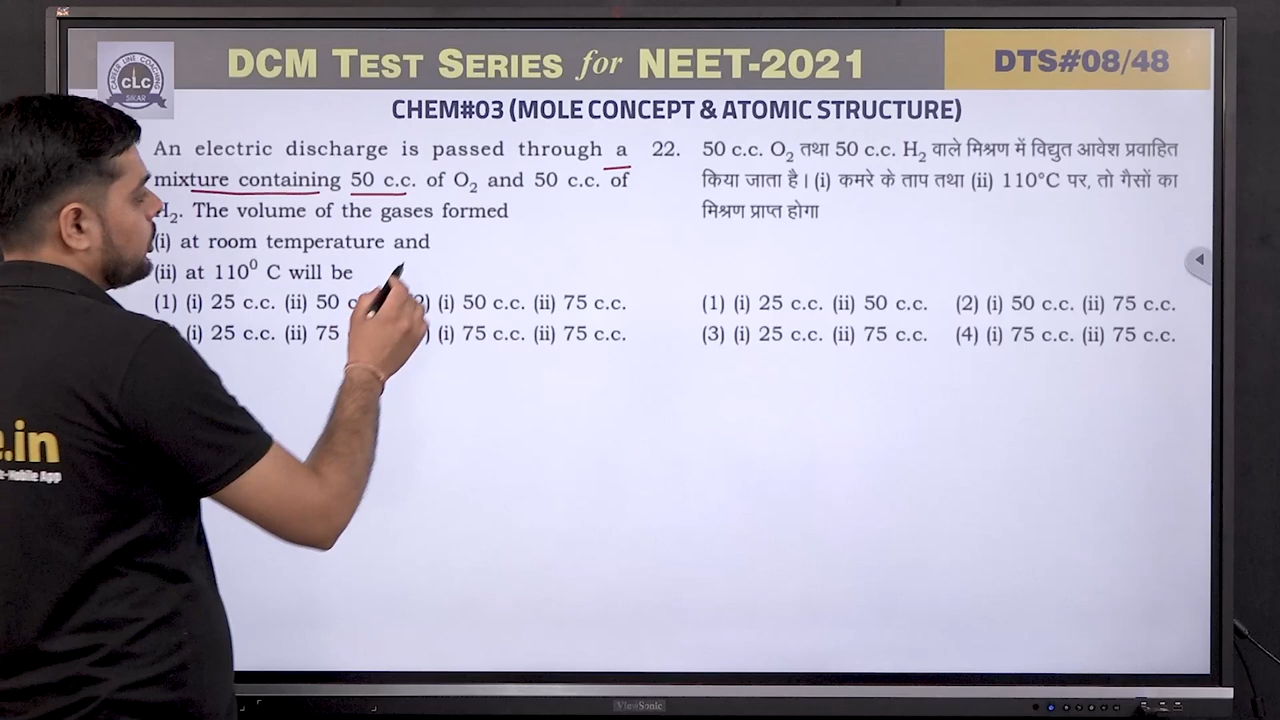 DCM TEST SERIES for NEET-2021
DTS#08/48
CLC
SIKAR
CHEM#03 (MOLE CONCEPT & ATOMIC STRUCTURE)
An electric discharge is passed through a
mixture containing 50 c.c. of O₂ and 50 c.c. of
H₂. The volume of the gases formed
(i) at room temperature and
(ii) at 110⁰ C will be
(1) (i) 25 c.c. (ii) 50 c (i) 50 c.c. (ii) 75 c.c.
(i) 25 c.c. (ii) 75 (i) 75 c.c. (ii) 75 c.c.
22. 50 c.c. O₂ तथा 50 c.c. H₂ वाले मिश्रण में विद्युत आवेश प्रवाहित
किया जाता है। (i) कमरे के ताप तथा (ii) 110°C पर, तो गैसों का
मिश्रण प्राप्त होगा
(1) (i) 25 c.c. (ii) 50 c.c. (2) (i) 50 c.c. (ii) 75 c.c.
(3) (i) 25 c.c. (ii) 75 c.c. (4) (i) 75 c.c. (ii) 75 c.c.
e.in
Mobile App
ViewSonic